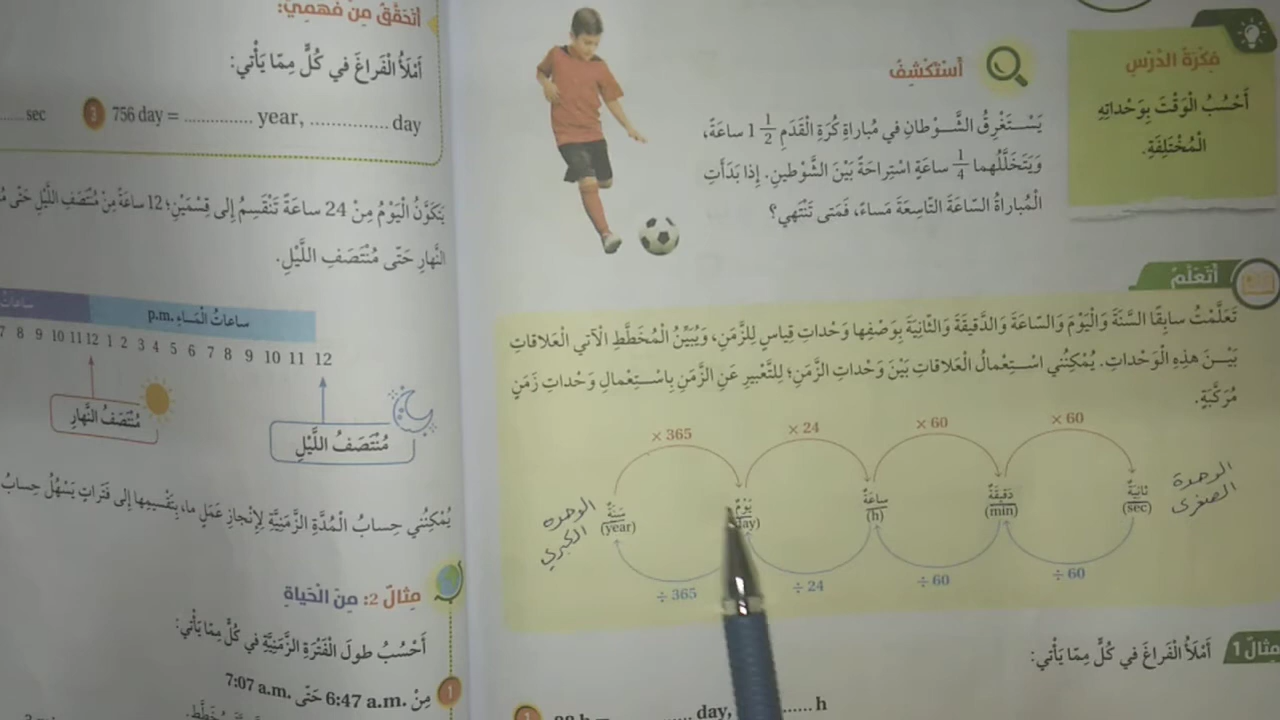 فِكْرَةُ الدَّرْسِ
أَحْسُبُ الْوَقْتَ بِوَحْداتِهِ
الْمُخْتَلِفَةِ.
أَسْتَكْشِفُ
يَسْتَغْرِقُ الشَّوْطانِ في مُباراةِ كُرَةِ الْقَدَمِ 1 1/2 ساعَةً،
وَيَتَخَلَّلُهما 1/4 ساعَةٍ اسْتِراحَةً بَيْنَ الشَّوْطينِ. إِذا بَدَأَتِ
الْمُباراةُ السّاعَةَ التّاسِعَةَ مَساءً، فَمَتى تَنْتَهي؟
أَتَعَلَّمُ
تَعَلَّمْتُ سابِقًا السَّنَةَ وَالْيَوْمَ وَالسّاعَةَ وَالدَّقيقَةَ وَالثّانِيَةَ بِوَصْفِها وَحْداتِ قِياسٍ لِلزَّمَنِ، وَيُبَيِّنُ الْمُخَطَّطُ الْآتي الْعَلاقاتِ
بَيْنَ هذِهِ الْوَحْداتِ. يُمْكِنُني اسْتِعْمالُ الْعَلاقاتِ بَيْنَ وَحْداتِ الزَّمَنِ؛ لِلتَّعْبيرِ عَنِ الزَّمَنِ بِاسْتِعْمالِ وَحْداتِ زَمَنٍ
مُرَكَّبَةٍ.
× 365 × 24 × 60 × 60
الوحدة
الكبرى
سَنَةٌ
(year)
يَوْمٌ
ساعَةٌ
(h)
دَقيقَةٌ
(min)
ثانِيَةٌ
(sec)
الوحدة
الصغرى
÷ 365 ÷ 24 ÷ 60 ÷ 60
مثالٌ 1
أَمْلَأُ الْفَراغَ في كُلٍّ مِمّا يَأْتي:
1 ............ day, ...... h
أَتَحَقَّقُ مِنْ فَهْمي:
أَمْلَأُ الْفَراغَ في كُلٍّ مِمّا يَأْتي:
...... sec
3 756 day = .............. year, ................ day
يَتَكَوَّنُ الْيَوْمُ مِنْ 24 ساعَةً تَنْقَسِمُ إِلى قِسْمَيْنِ؛ 12 ساعَةً مِنْ مُنْتَصَفِ اللَّيْلِ حَتّى
النَّهارِ حَتّى مُنْتَصَفِ اللَّيْلِ.
ساعاتُ الْمَساءِ p.m.
7 8 9 10 11 12 1 2 3 4 5 6 7 8 9 10 11 12
مُنْتَصَفُ النَّهارِ
مُنْتَصَفُ اللَّيْلِ
يُمْكِنُني حِسابُ الْمُدَّةِ الزَّمَنِيَّةِ لِإِنْجازِ عَمَلٍ ما، بِتَقْسيمِها إِلى فَتَراتٍ يَسْهُلُ حِسابُ
مِثالٌ 2: مِنَ الْحَياةِ
أَحْسُبُ طولَ الْفَتْرَةِ الزَّمَنِيَّةِ في كُلٍّ مِمّا يَأْتي:
1 مِنْ 6:47 a.m. حَتّى 7:07 a.m.